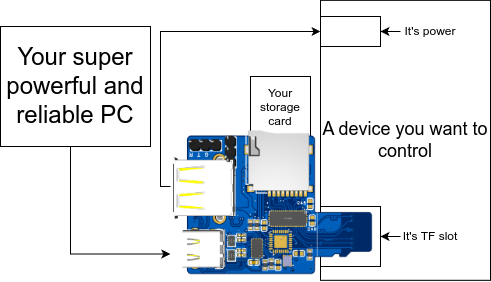 Your super
powerful and
reliable PC
It's power
Your
storage
card
A device you want to
control
It's TF slot